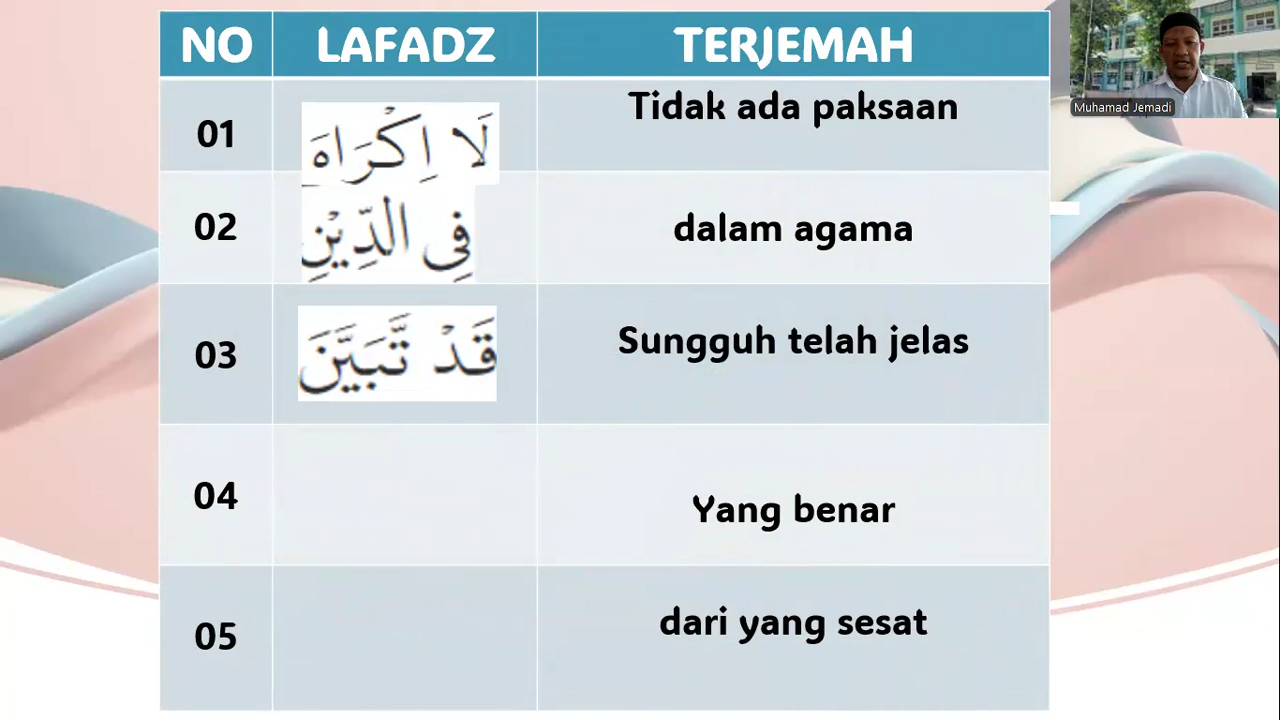 NO LAFADZ TERJEMAH
Muhamad Jemadi
01 لَا اِكْرَاهَ Tidak ada paksaan
02 فِى الدِّيْنِ dalam agama
03 قَدْ تَّبَيَّنَ Sungguh telah jelas
04 Yang benar
05 dari yang sesat